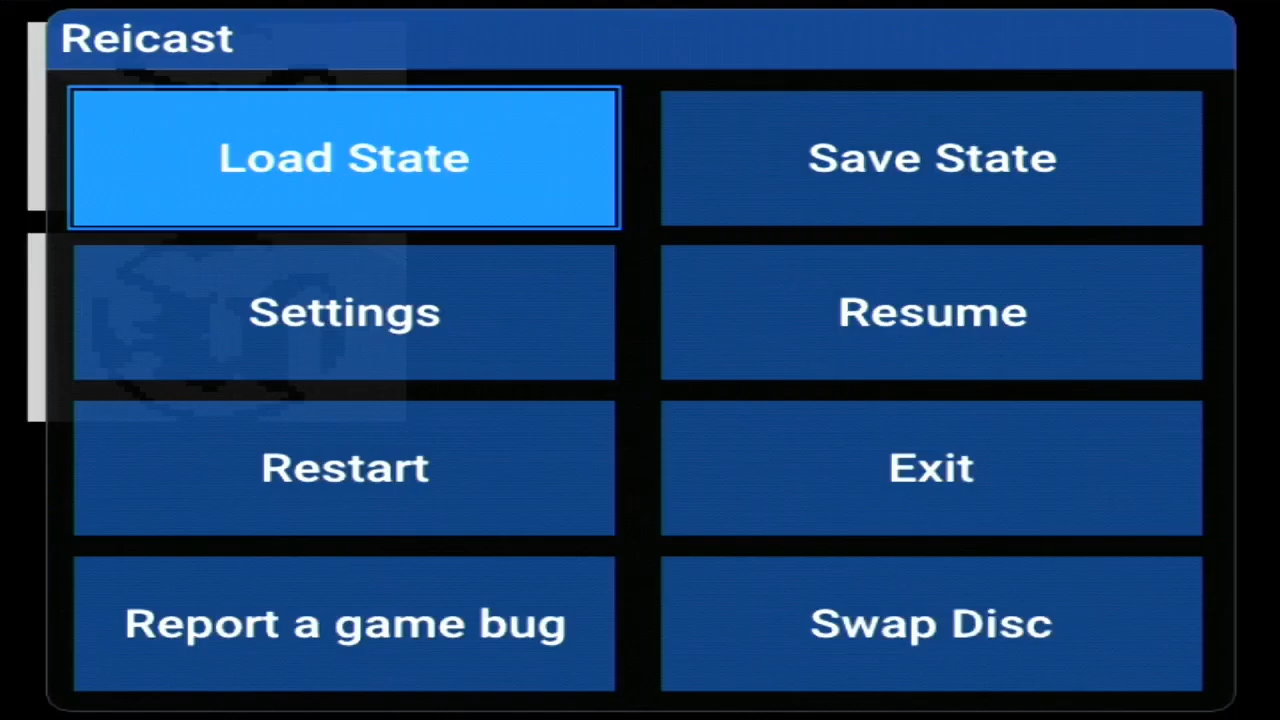 Reicast
Load State
Save State
Settings
Resume
Restart
Exit
Report a game bug
Swap Disc